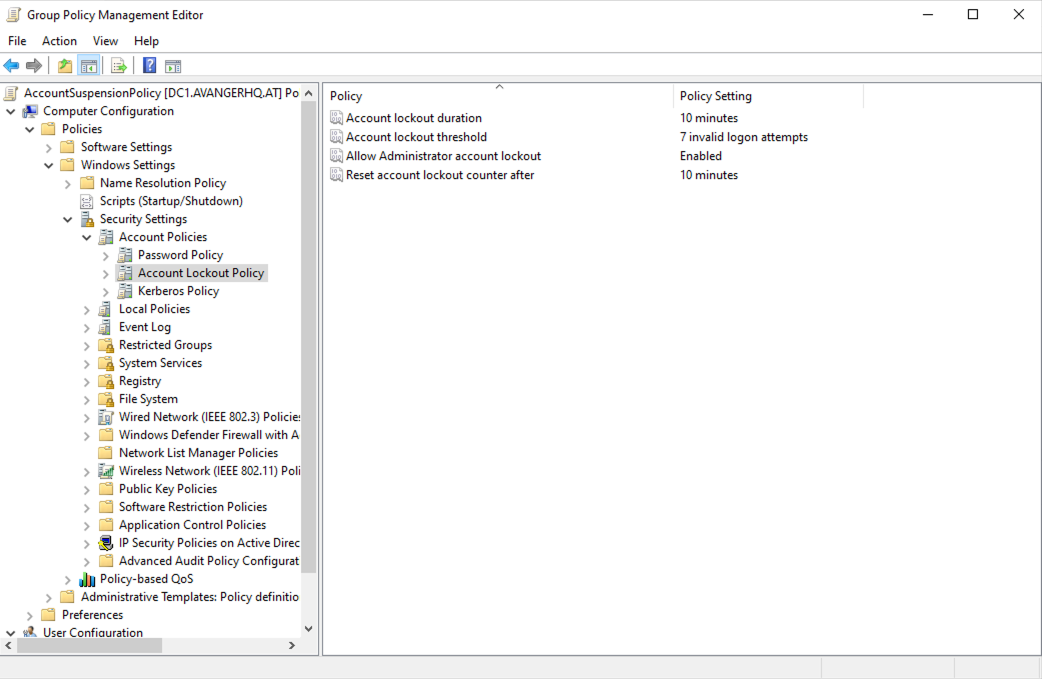 Group Policy Management Editor
File Action View Help
AccountSuspensionPolicy [DC1.AVANGERHQ.AT] Po
Computer Configuration
Policies
Software Settings
Windows Settings
Name Resolution Policy
Scripts (Startup/Shutdown)
Security Settings
Account Policies
Password Policy
Account Lockout Policy
Kerberos Policy
Local Policies
Event Log
Restricted Groups
System Services
Registry
File System
Wired Network (IEEE 802.3) Policies
Windows Defender Firewall with A
Network List Manager Policies
Wireless Network (IEEE 802.11) Poli
Public Key Policies
Software Restriction Policies
Application Control Policies
IP Security Policies on Active Direc
Advanced Audit Policy Configurat
Policy-based QoS
Administrative Templates: Policy definitio
Preferences
User Configuration
Policy Policy Setting
Account lockout duration 10 minutes
Account lockout threshold 7 invalid logon attempts
Allow Administrator account lockout Enabled
Reset account lockout counter after 10 minutes